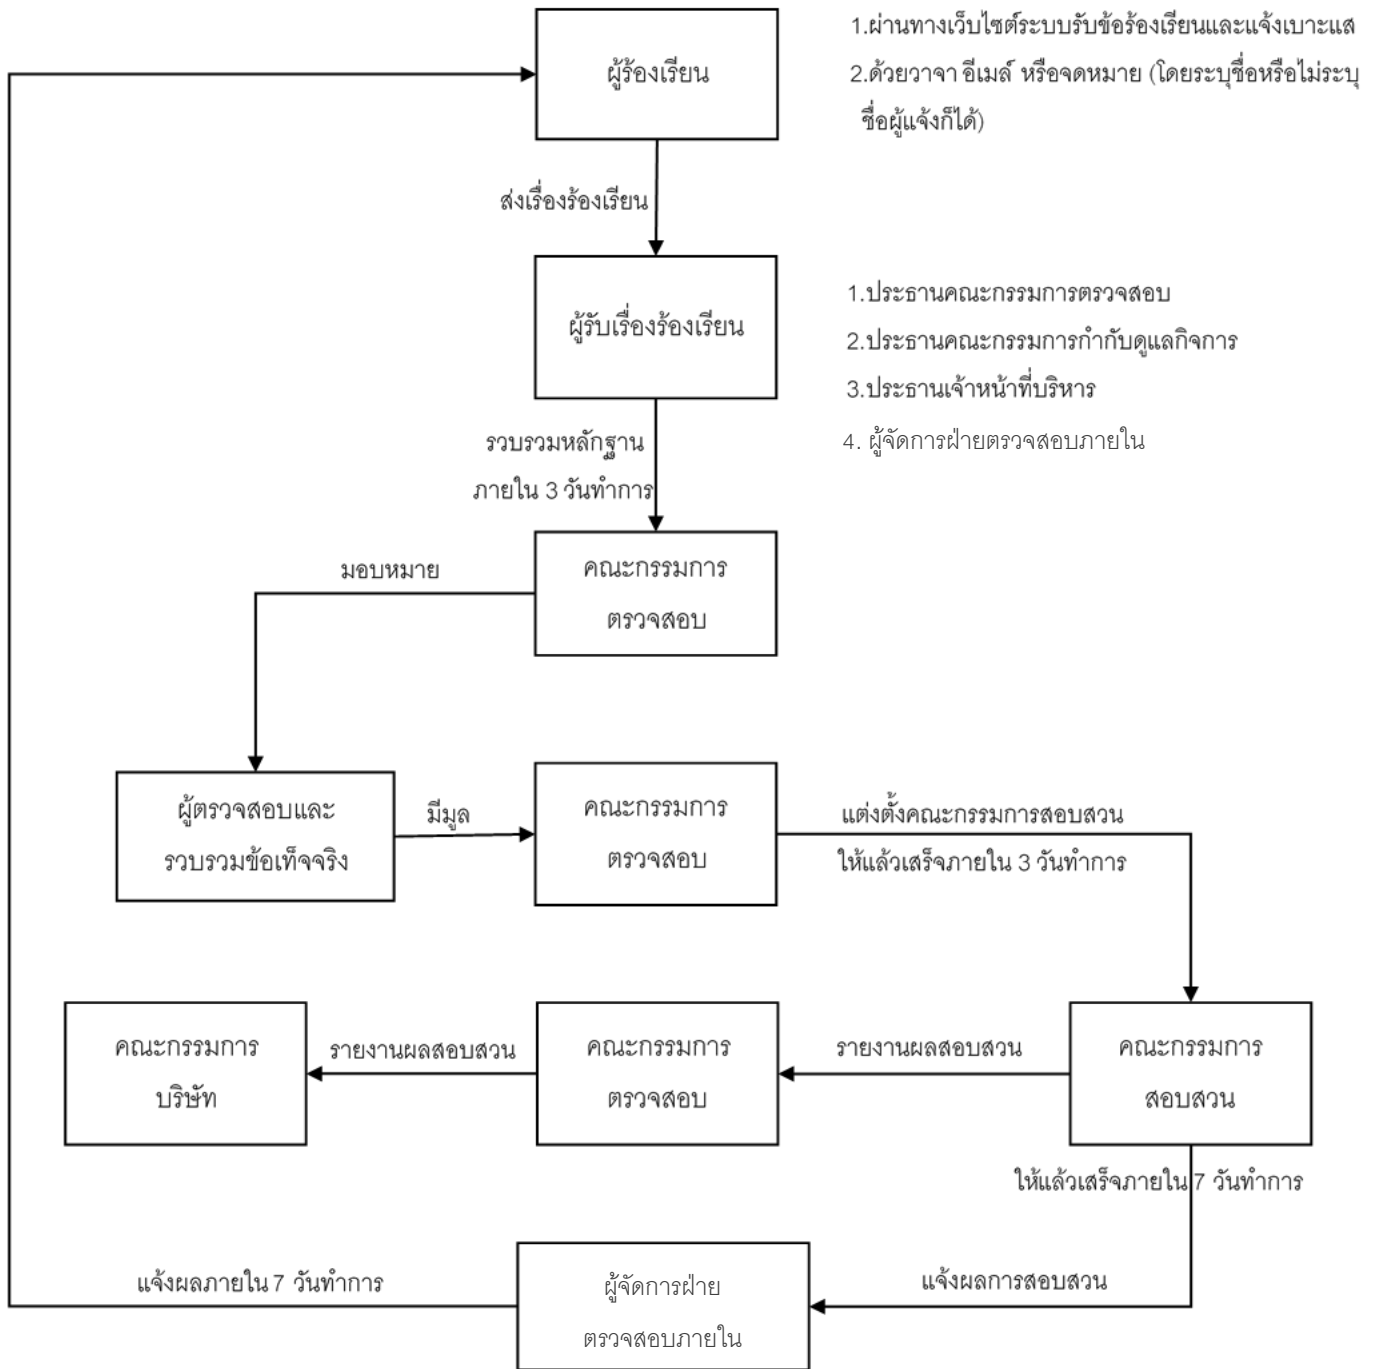 1.ผ่านทางเว็บไซต์ระบบรับข้อร้องเรียนและแจ้งเบาะแส
ผู้ร้องเรียน
2.ด้วยวาจา อีเมล์ หรือจดหมาย (โดยระบุชื่อหรือไม่ระบุ
ชื่อผู้แจ้งก็ได้)
ส่งเรื่องร้องเรียน
ผู้รับเรื่องร้องเรียน
1.ประธานคณะกรรมการตรวจสอบ
2.ประธานคณะกรรมการกำกับดูแลกิจการ
3.ประธานเจ้าหน้าที่บริหาร
4. ผู้จัดการฝ่ายตรวจสอบภายใน
รวบรวมหลักฐาน
ภายใน 3 วันทำการ
คณะกรรมการ
ตรวจสอบ
มอบหมาย
ผู้ตรวจสอบและ
รวบรวมข้อเท็จจริง
มีมูล
คณะกรรมการ
ตรวจสอบ
แต่งตั้งคณะกรรมการสอบสวน
ให้แล้วเสร็จภายใน 3 วันทำการ
คณะกรรมการ
บริษัท
รายงานผลสอบสวน
คณะกรรมการ
ตรวจสอบ
รายงานผลสอบสวน
คณะกรรมการ
สอบสวน
ให้แล้วเสร็จภายใน 7 วันทำการ
แจ้งผลภายใน 7 วันทำการ
ผู้จัดการฝ่าย
ตรวจสอบภายใน
แจ้งผลการสอบสวน